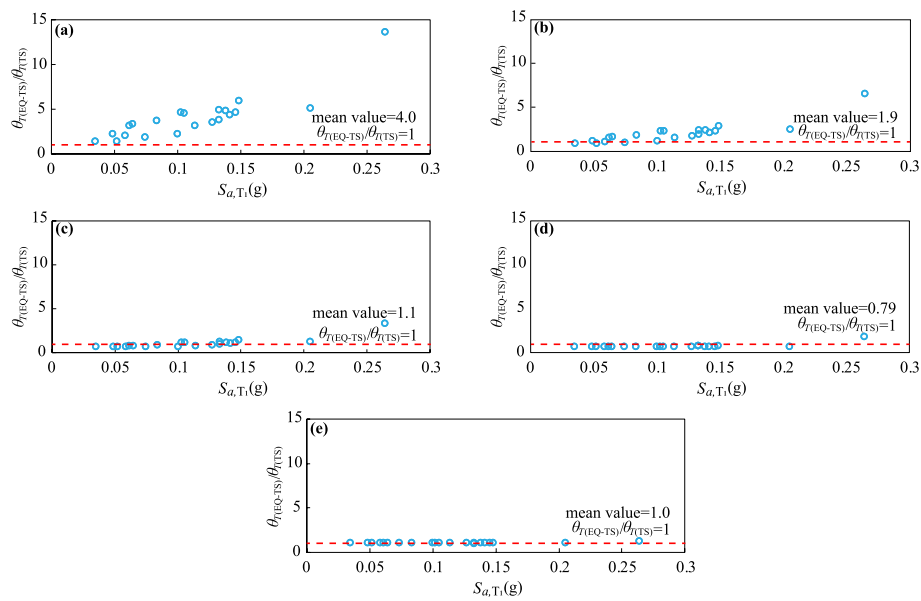 (a)
15
10
5
0
θT(EQ-TS)/θT(TS)
mean value=4.0
θT(EQ-TS)/θT(TS)=1
0 0.05 0.1 0.15 0.2 0.25 0.3
Sa,T1(g)
(b)
15
10
5
0
θT(EQ-TS)/θT(TS)
mean value=1.9
θT(EQ-TS)/θT(TS)=1
0 0.05 0.1 0.15 0.2 0.25 0.3
Sa,T1(g)
(c)
15
10
5
0
θT(EQ-TS)/θT(TS)
mean value=1.1
θT(EQ-TS)/θT(TS)=1
0 0.05 0.1 0.15 0.2 0.25 0.3
Sa,T1(g)
(d)
15
10
5
0
θT(EQ-TS)/θT(TS)
mean value=0.79
θT(EQ-TS)/θT(TS)=1
0 0.05 0.1 0.15 0.2 0.25 0.3
Sa,T1(g)
(e)
15
10
5
0
θT(EQ-TS)/θT(TS)
mean value=1.0
θT(EQ-TS)/θT(TS)=1
0 0.05 0.1 0.15 0.2 0.25 0.3
Sa,T1(g)